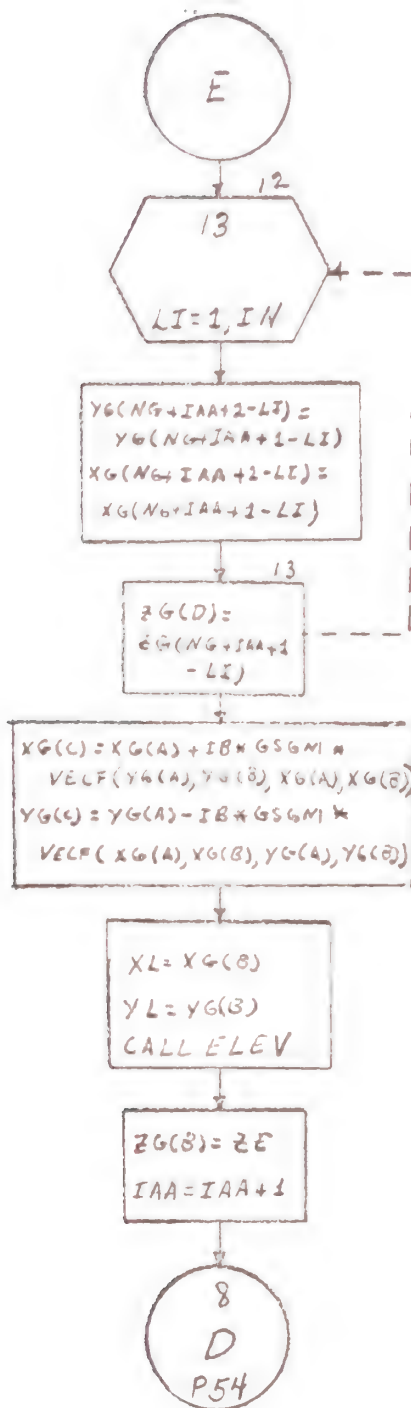 E
12
13
LI=1, IN
YG(NG+IAA+2-LI)=
YG(NG+IAA+1-LI)
XG(NG+IAA+2-LI)=
XG(NG+IAA+1-LI)
13
ZG(D)=
ZG(NG+IAA+1
-LI)
XG(C)=XG(A)+IB*GSGNI*
VECF(YG(A),YG(B),XG(A),XG(B))
YG(C)=YG(A)-IB*GSGNI*
VECF(XG(A),XG(B),YG(A),YG(B))
XL=XG(B)
YL=YG(B)
CALL ELEV
ZG(B)=ZE
IAA=IAA+1
8
D
P54